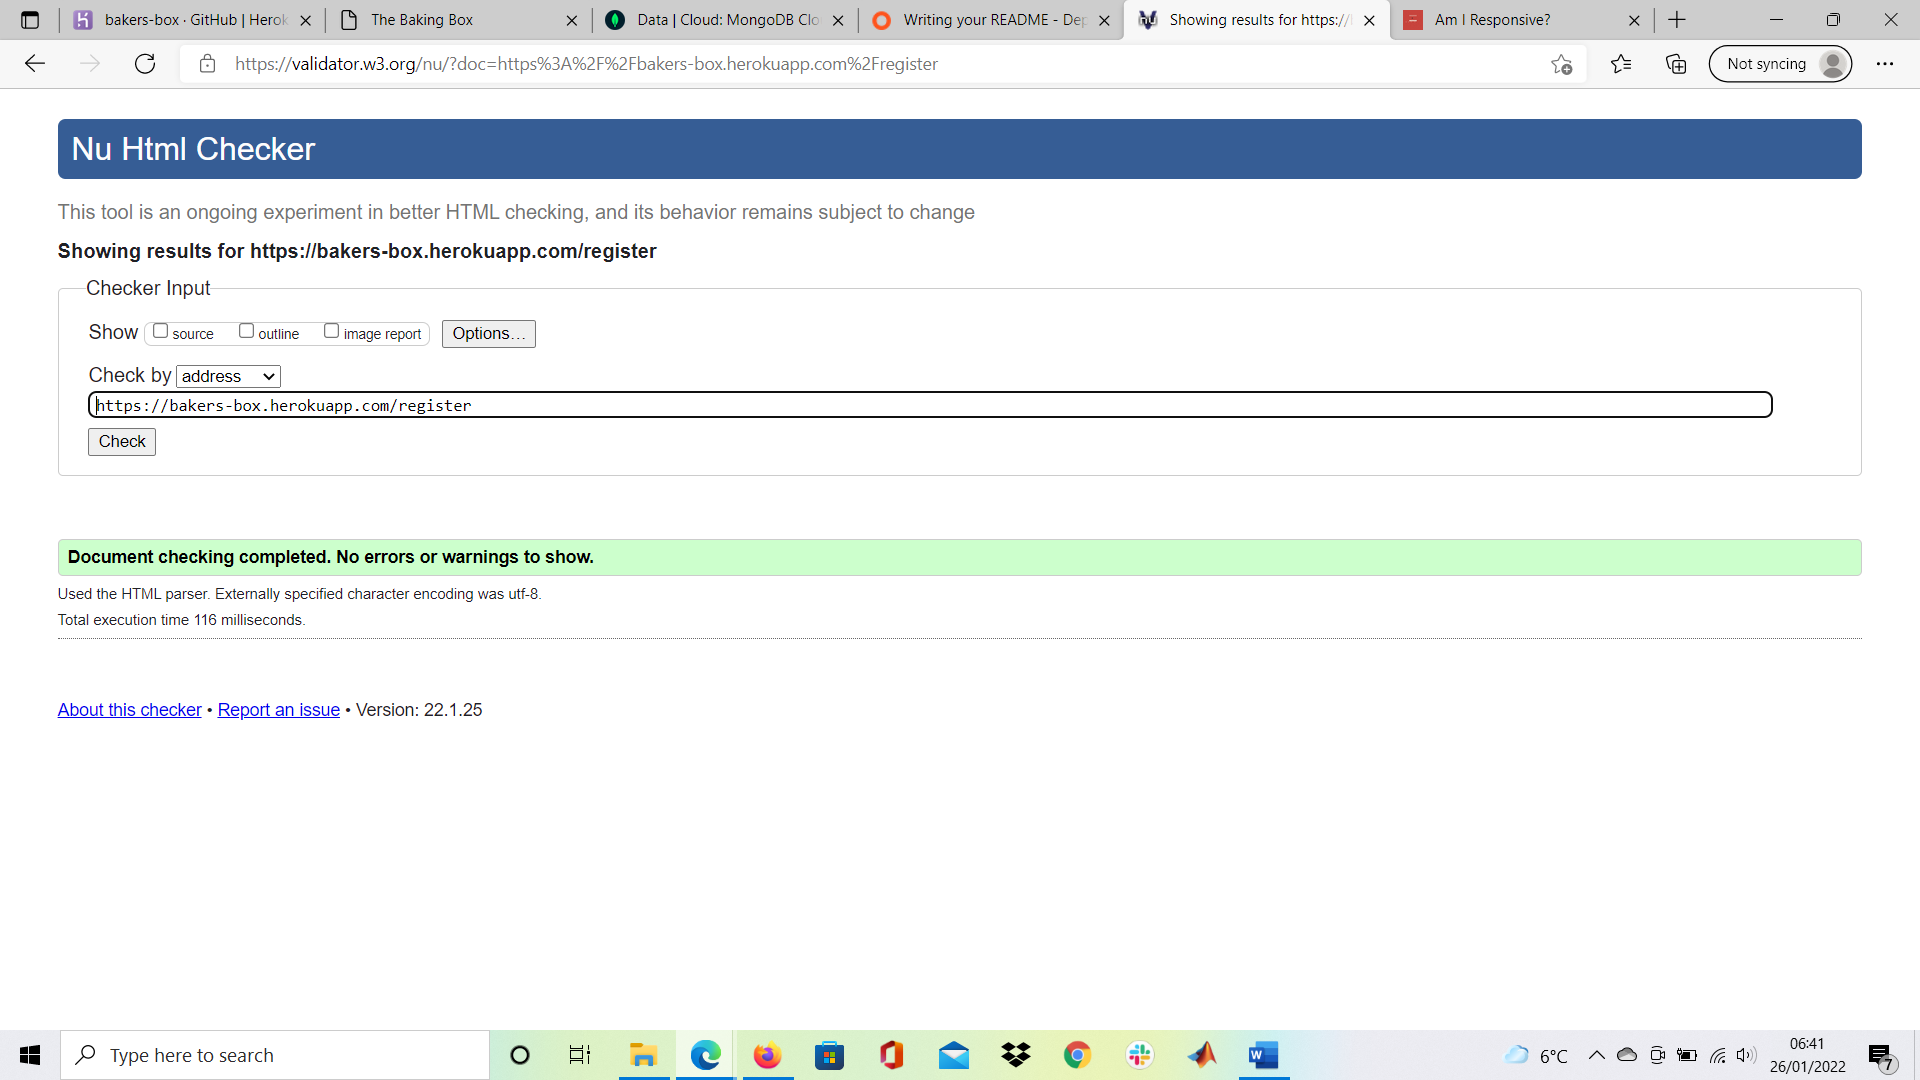 bakers-box · GitHub | Herok
The Baking Box
Data | Cloud: MongoDB Clo
Writing your README - Dep
Showing results for https://
Am I Responsive?
https://validator.w3.org/nu/?doc=https%3A%2F%2Fbakers-box.herokuapp.com%2Fregister
Not syncing
Nu Html Checker
This tool is an ongoing experiment in better HTML checking, and its behavior remains subject to change
Showing results for https://bakers-box.herokuapp.com/register
Checker Input
Show source outline image report Options...
Check by address
https://bakers-box.herokuapp.com/register
Check
Document checking completed. No errors or warnings to show.
Used the HTML parser. Externally specified character encoding was utf-8.
Total execution time 116 milliseconds.
About this checker • Report an issue • Version: 22.1.25
Type here to search
6°C
06:41
26/01/2022
7